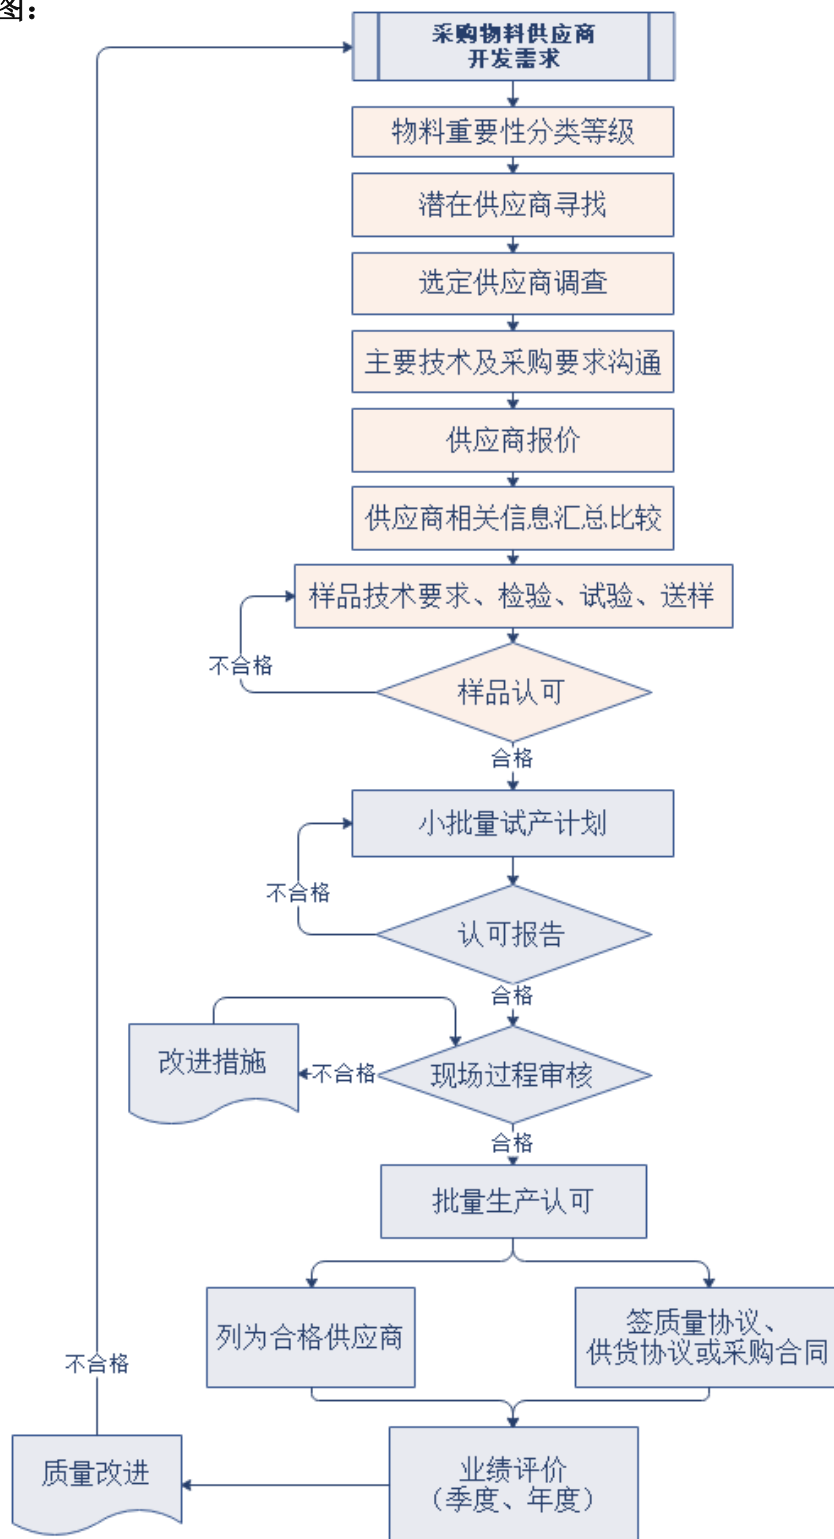 图：
采购物料供应商
开发需求
物料重要性分类等级
潜在供应商寻找
选定供应商调查
主要技术及采购要求沟通
供应商报价
供应商相关信息汇总比较
样品技术要求、检验、试验、送样
不合格
样品认可
合格
小批量试产计划
不合格
认可报告
合格
改进措施
不合格
现场过程审核
合格
批量生产认可
列为合格供应商
签质量协议、
供货协议或采购合同
不合格
质量改进
业绩评价
（季度、年度）